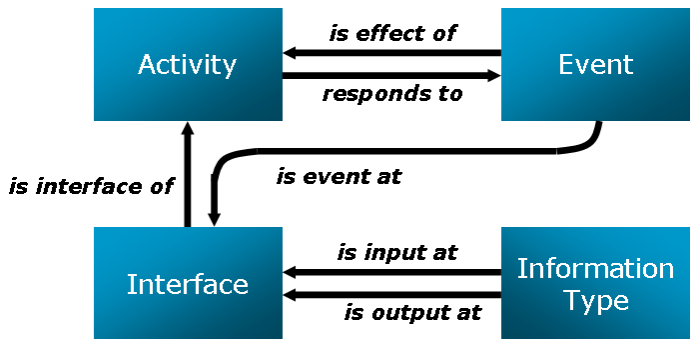 is effect of
Activity
Event
responds to
is event at
is interface of
is input at
Interface
Information
Type
is output at